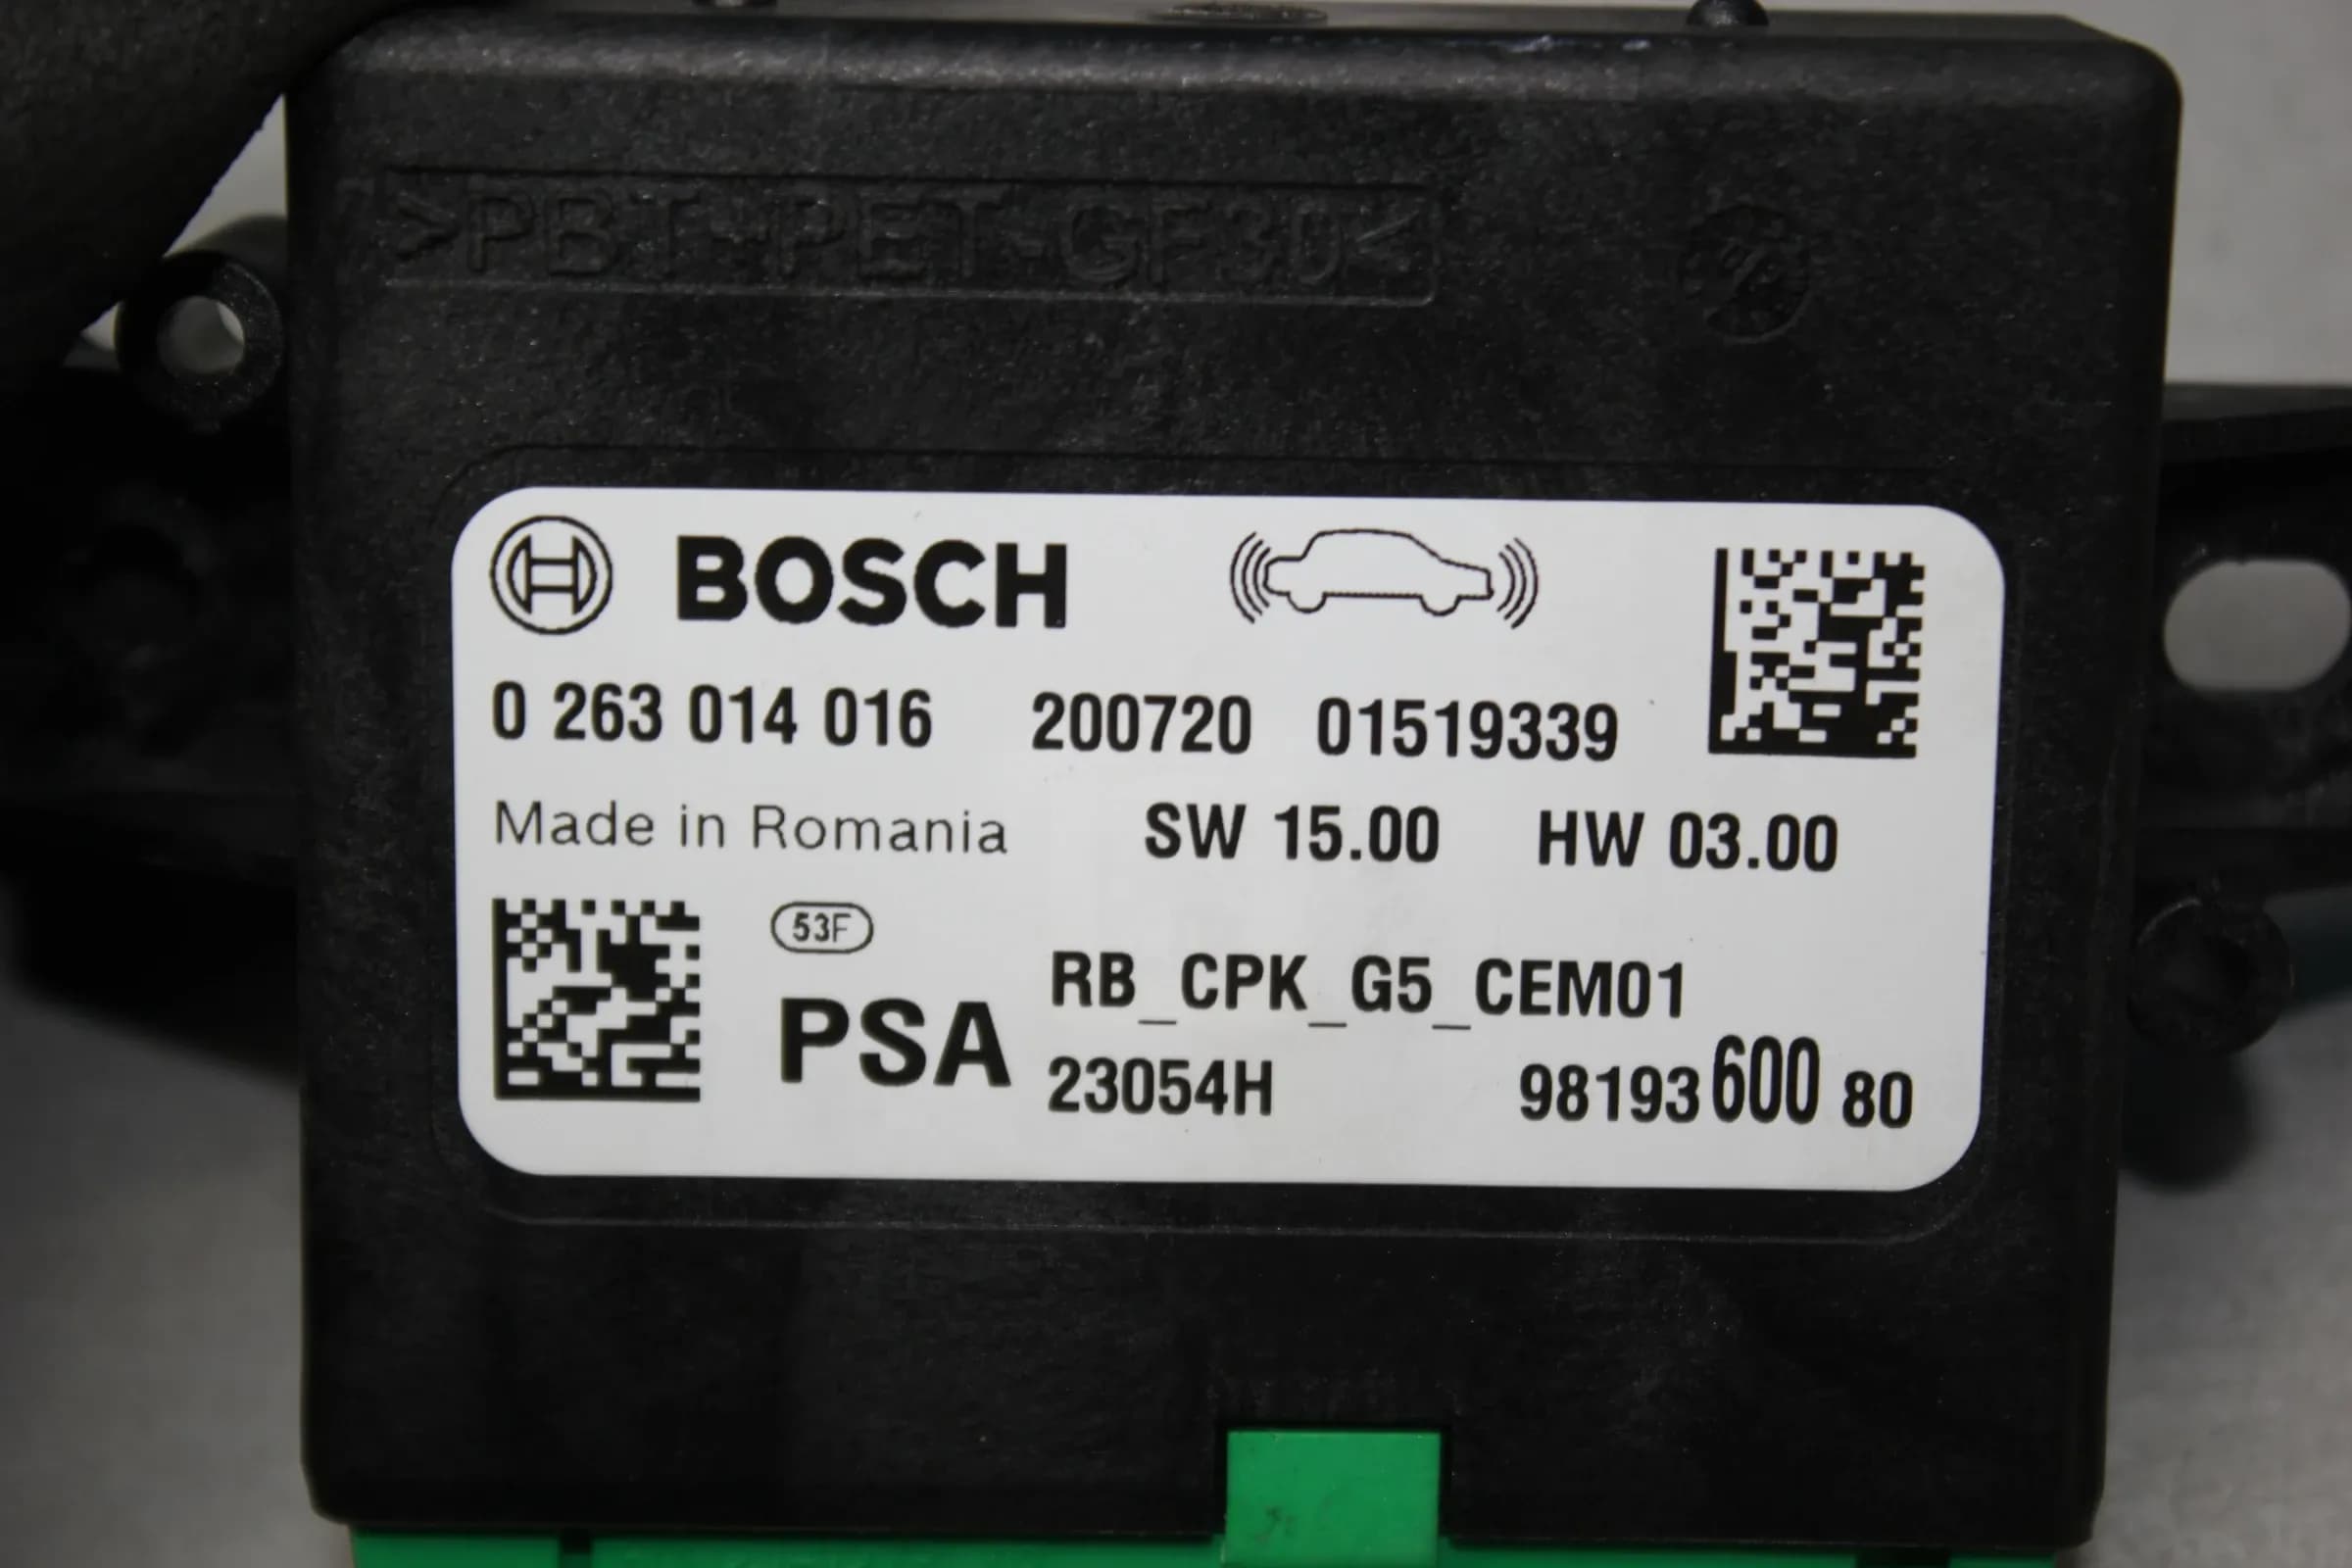 >PBT-PET-GF30<
BOSCH
0 263 014 016 200720 01519339
Made in Romania SW 15.00 HW 03.00
53F
RB_CPK_G5_CEM01
PSA
23054H 98193 600 80